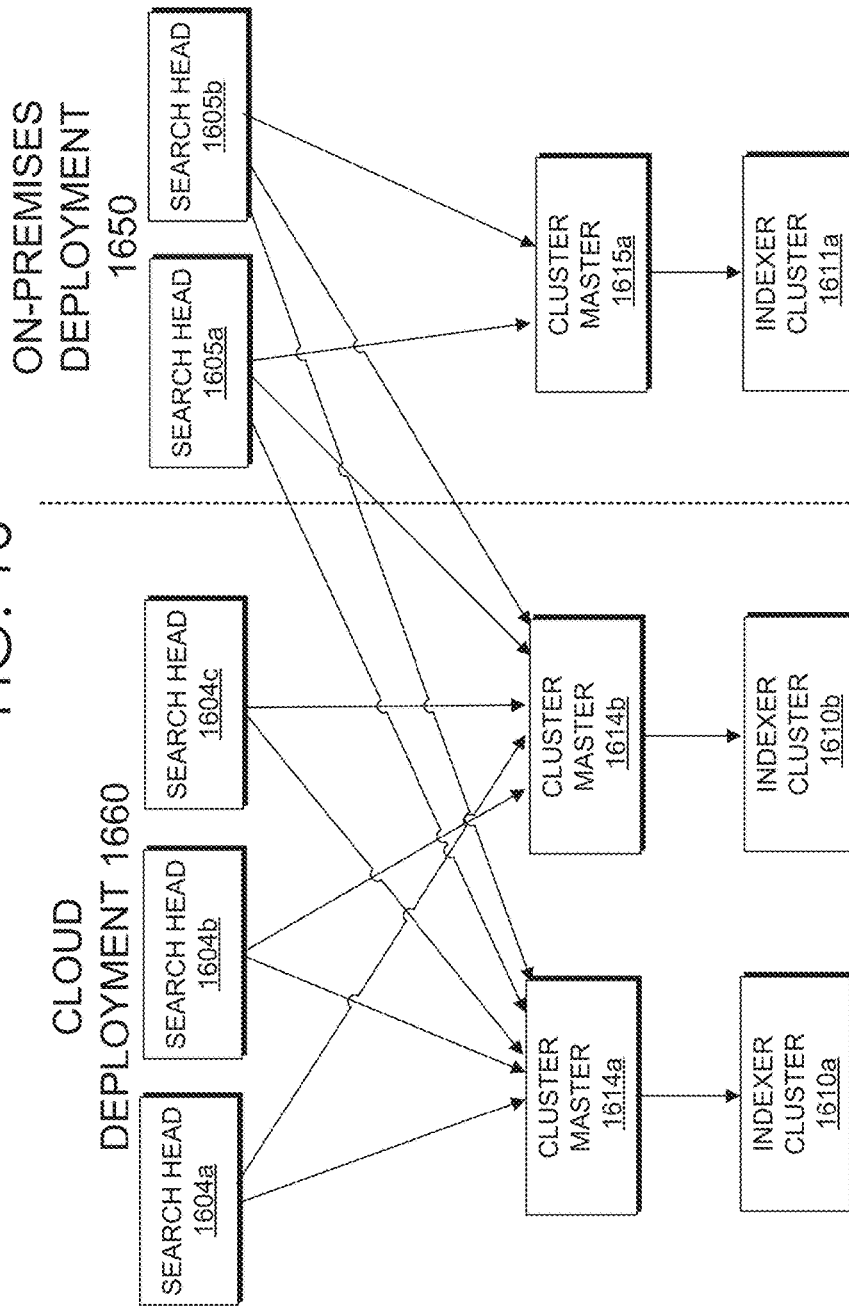 FIG.
CLOUD
DEPLOYMENT 1660
ON-PREMISES
DEPLOYMENT
1650
SEARCH HEAD
1604a
SEARCH HEAD
1604b
SEARCH HEAD
1604c
SEARCH HEAD
1605a
SEARCH HEAD
1605b
CLUSTER
MASTER
1614a
CLUSTER
MASTER
1614b
CLUSTER
MASTER
1615a
INDEXER
CLUSTER
1610a
INDEXER
CLUSTER
1610b
INDEXER
CLUSTER
1611a